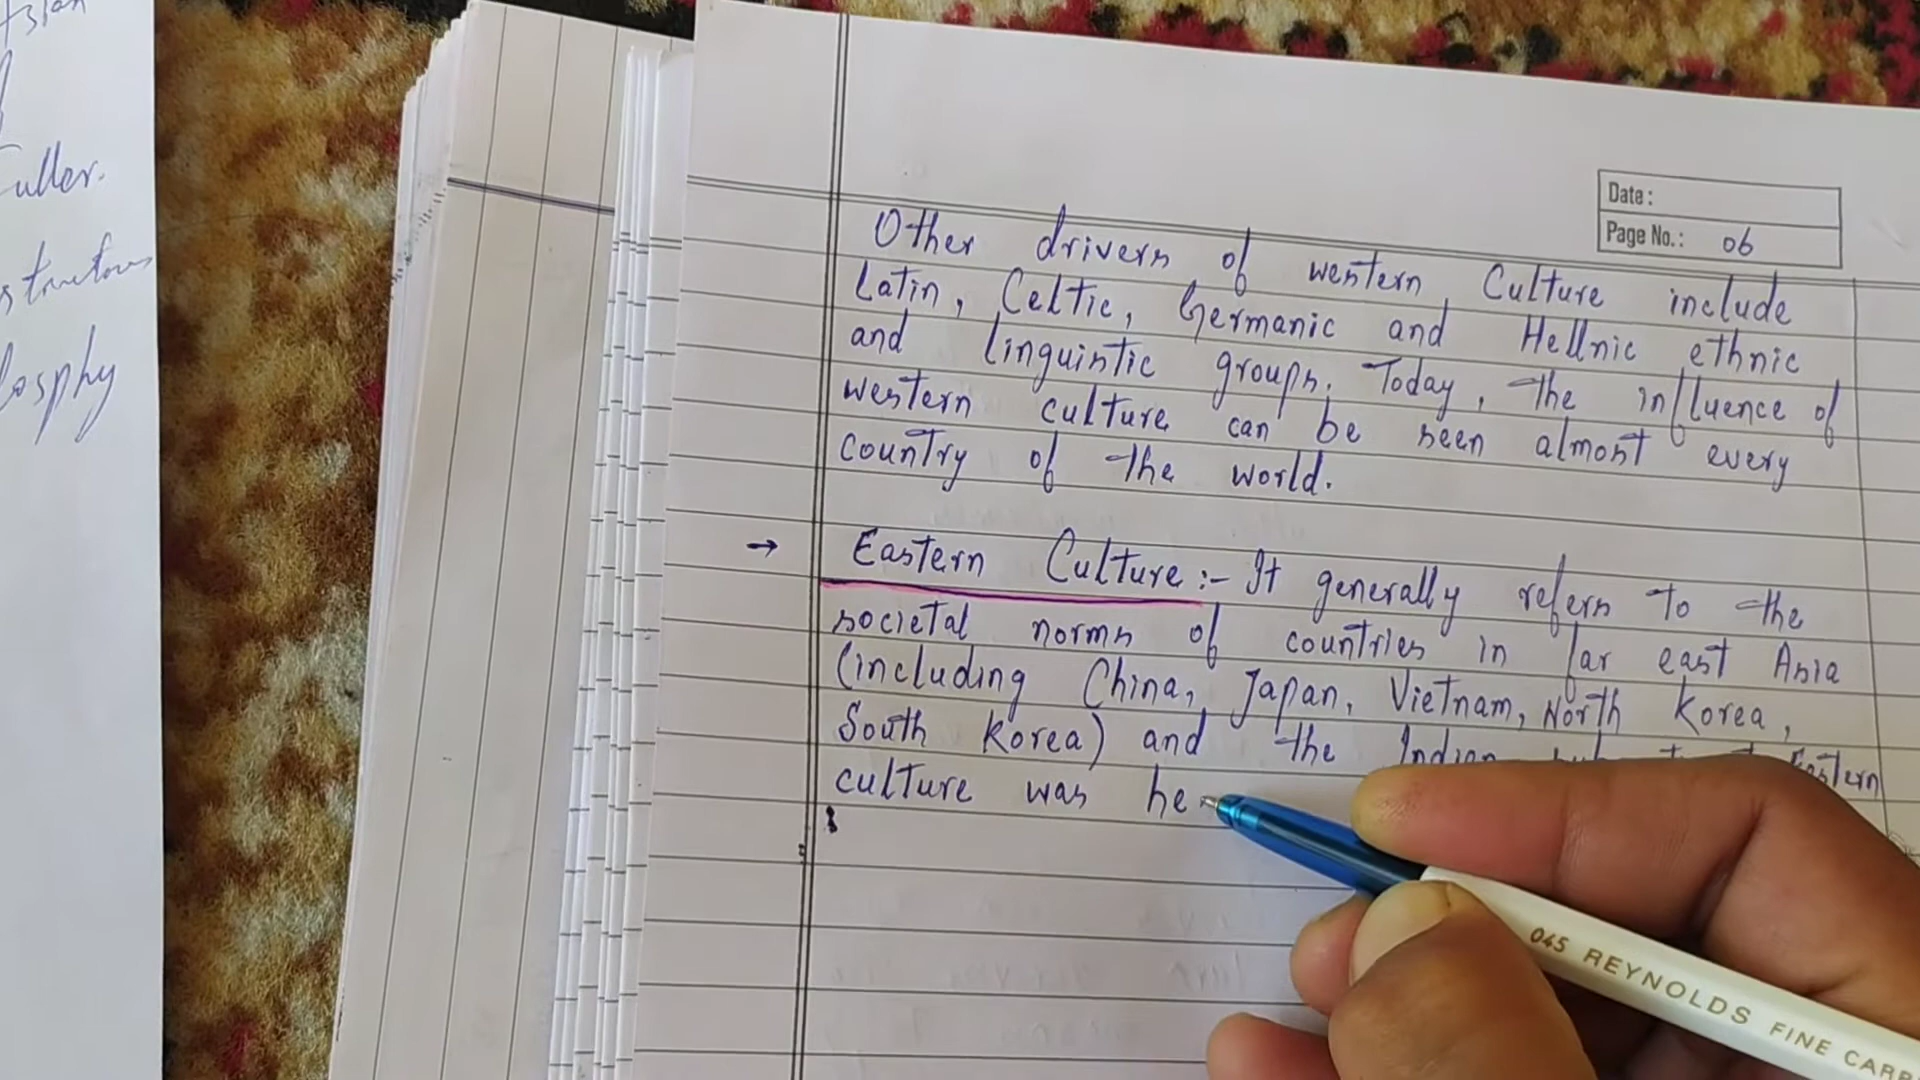 uller.
losphy
Date :
Page No.: 06
Other drivers of western Culture include
Latin, Celtic, Germanic and Hellnic ethnic
and linguistic groups. Today, the influence of
western culture can be seen almost every
country of the world.
→ Eastern Culture :- It generally refers to the
societal norms of countries in far east Asia
(including China, Japan, Vietnam, North Korea,
South Korea) and the Indian Eastern
culture was he
045 REYNOLDS FINE CARB